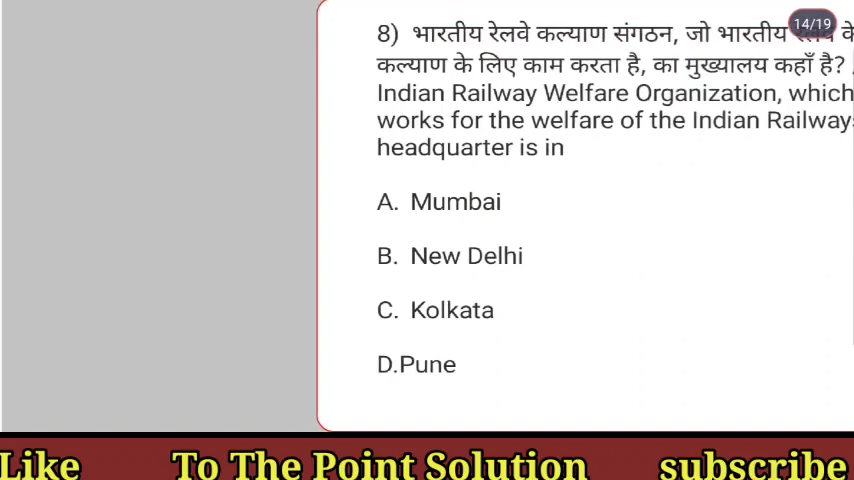 14/19
8) भारतीय रेलवे कल्याण संगठन, जो भारतीय रेलवे के
कल्याण के लिए काम करता है, का मुख्यालय कहाँ है?
Indian Railway Welfare Organization, which
works for the welfare of the Indian Railway
headquarter is in
A. Mumbai
B. New Delhi
C. Kolkata
D.Pune
Like To The Point Solution subscribe